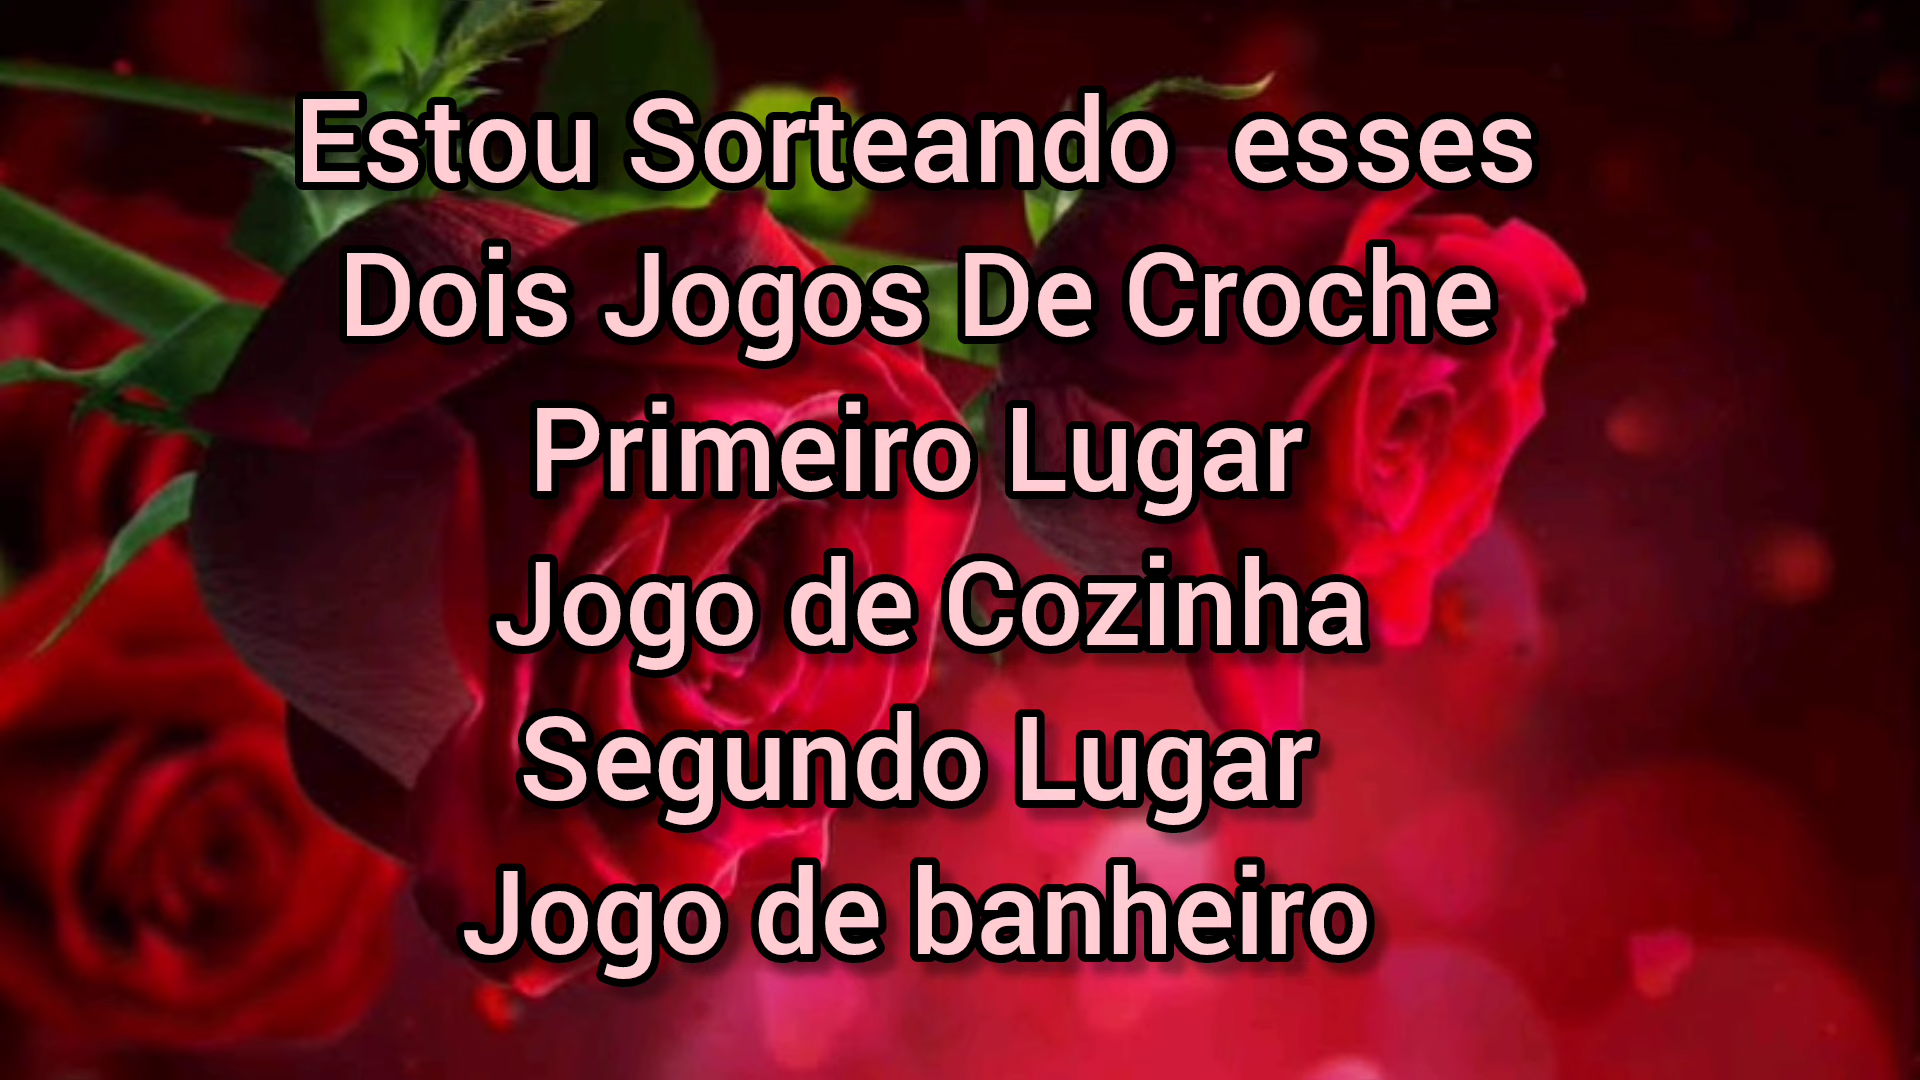 Estou Sorteando  esses
Dois Jogos De Croche
Primeiro Lugar
Jogo de Cozinha
Segundo Lugar
Jogo de banheiro